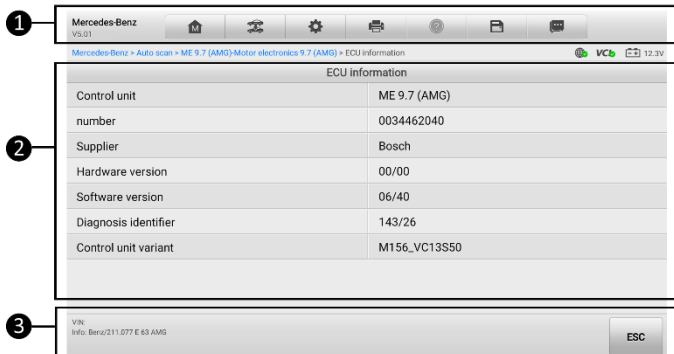 1
Mercedes-Benz
V5.01
M
?
Mercedes-Benz > Auto scan > ME 9.7 (AMG)-Motor electronics 9.7 (AMG) > ECU information
VCI 12.3V
2
ECU information
Control unit ME 9.7 (AMG)
number 0034462040
Supplier Bosch
Hardware version 00/00
Software version 06/40
Diagnosis identifier 143/26
Control unit variant M156_VC13S50
3
VIN:
Info: Benz/211.077 E 63 AMG
ESC